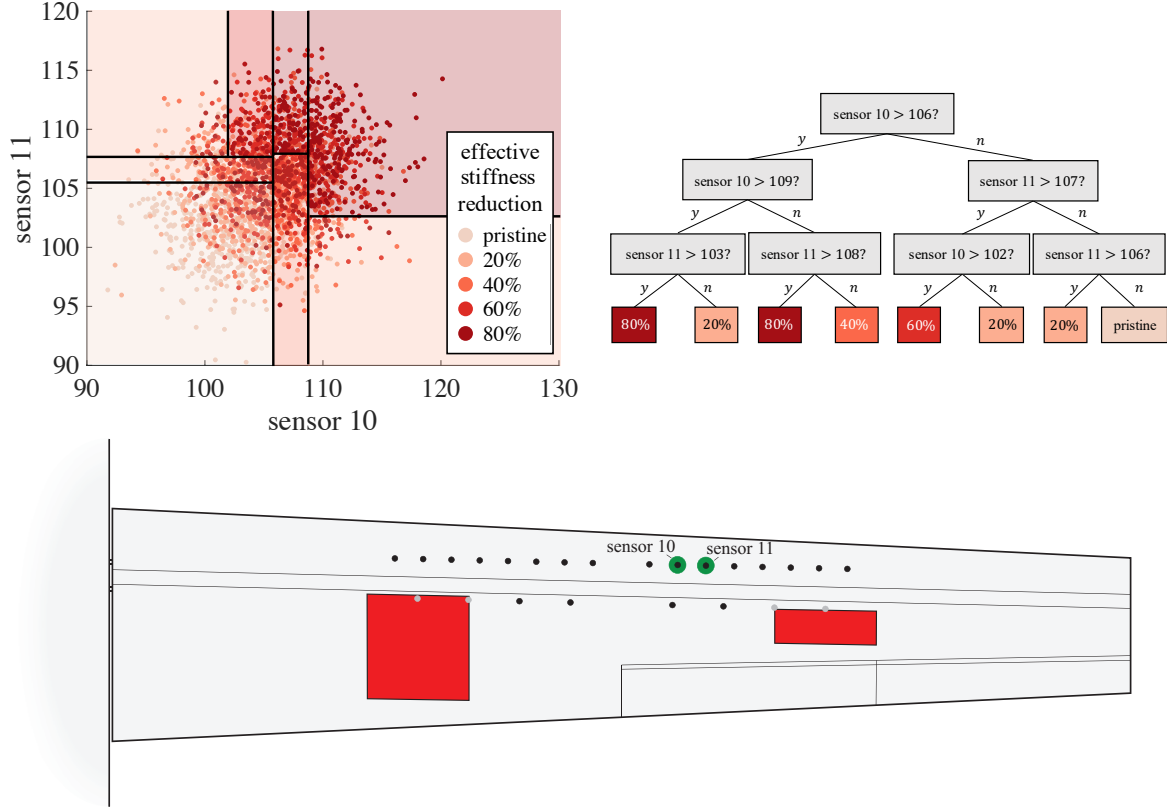 120
115
110
105
100
95
90
sensor 11
90
100
110
120
130
sensor 10
effective
stiffness
reduction
pristine
20%
40%
60%
80%
sensor 10 > 106?
y
n
sensor 10 > 109?
sensor 11 > 107?
y
n
y
n
sensor 11 > 103?
sensor 11 > 108?
sensor 10 > 102?
sensor 11 > 106?
y
n
y
n
y
n
y
n
80%
20%
80%
40%
60%
20%
20%
pristine
sensor 10
sensor 11